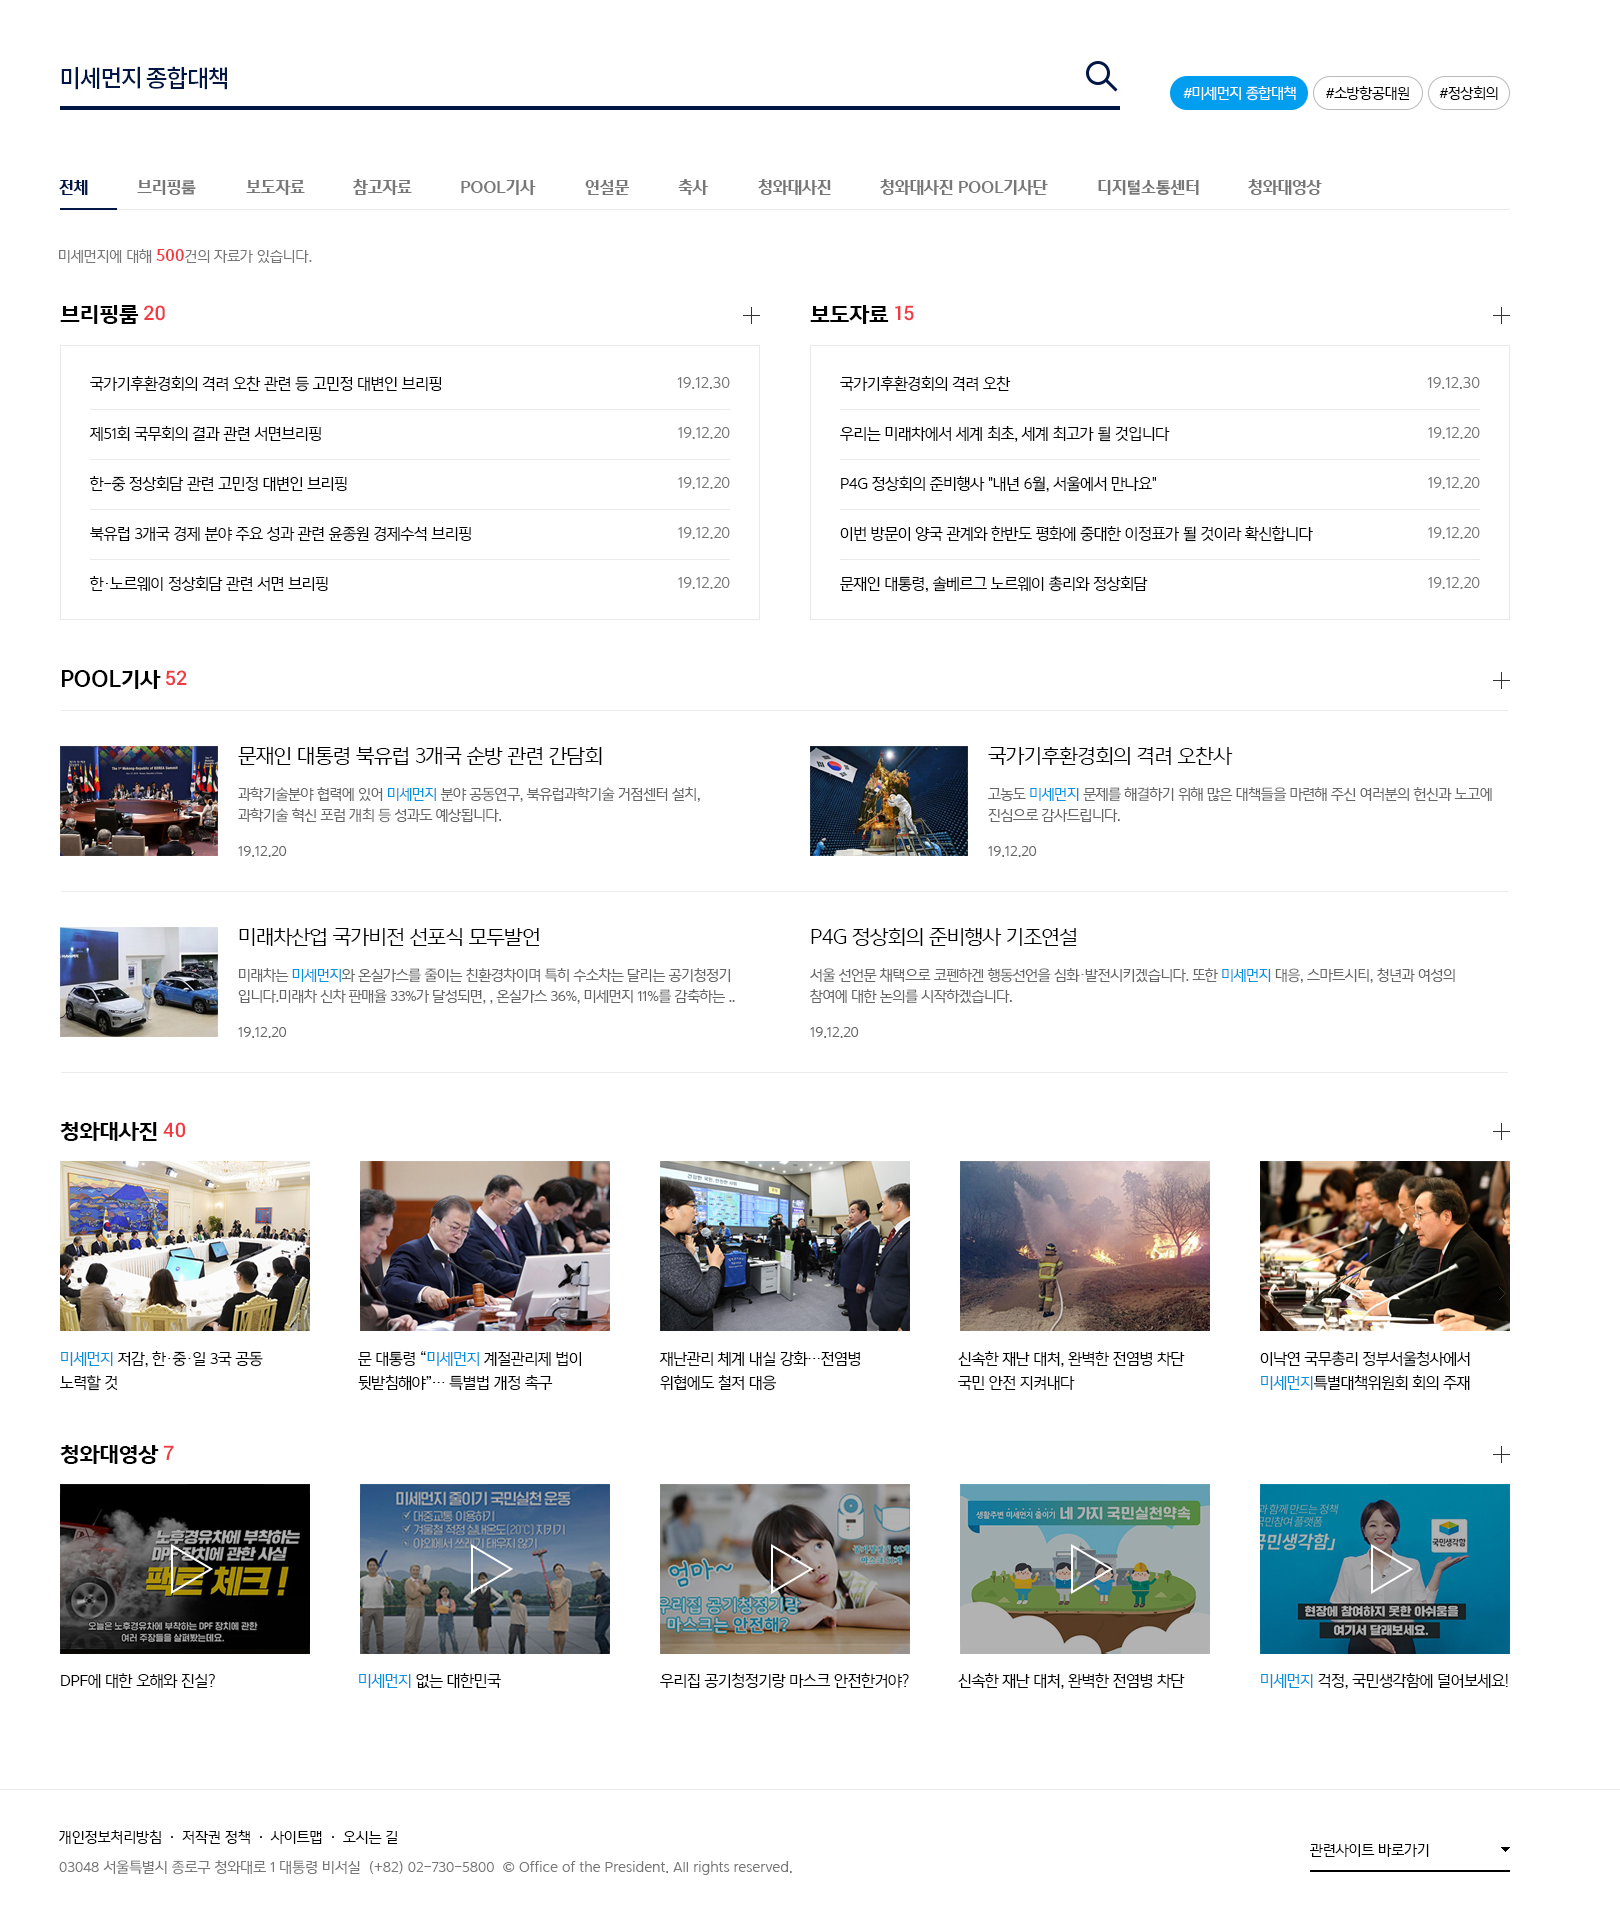 미세먼지 종합대책
#미세먼지 종합대책 #소방항공대원 #정상회의
전체 브리핑룸 보도자료 참고자료 POOL기사 연설문 축사 청와대사진 청와대사진 POOL기사단 디지털소통센터 청와대영상
미세먼지에 대해 500건의 자료가 있습니다.
브리핑룸 20
국가기후환경회의 격려 오찬 관련 등 고민정 대변인 브리핑 19.12.30
제51회 국무회의 결과 관련 서면브리핑 19.12.20
한-중 정상회담 관련 고민정 대변인 브리핑 19.12.20
북유럽 3개국 경제 분야 주요 성과 관련 윤종원 경제수석 브리핑 19.12.20
한·노르웨이 정상회담 관련 서면 브리핑 19.12.20
보도자료 15
국가기후환경회의 격려 오찬 19.12.30
우리는 미래차에서 세계 최초, 세계 최고가 될 것입니다 19.12.20
P4G 정상회의 준비행사 "내년 6월, 서울에서 만나요" 19.12.20
이번 방문이 양국 관계와 한반도 평화에 중대한 이정표가 될 것이라 확신합니다 19.12.20
문재인 대통령, 솔베르그 노르웨이 총리와 정상회담 19.12.20
POOL기사 52
The 1st Mekong-Republic of KOREA Summit
문재인 대통령 북유럽 3개국 순방 관련 간담회
과학기술분야 협력에 있어 미세먼지 분야 공동연구, 북유럽과학기술 거점센터 설치,
과학기술 혁신 포럼 개최 등 성과도 예상됩니다.
19.12.20
국가기후환경회의 격려 오찬사
고농도 미세먼지 문제를 해결하기 위해 많은 대책들을 마련해 주신 여러분의 헌신과 노고에
진심으로 감사드립니다.
19.12.20
미래차산업 국가비전 선포식 모두발언
미래차는 미세먼지와 온실가스를 줄이는 친환경차이며 특히 수소차는 달리는 공기청정기
입니다.미래차 신차 판매율 33%가 달성되면, , 온실가스 36%, 미세먼지 11%를 감축하는 ..
19.12.20
P4G 정상회의 준비행사 기조연설
서울 선언문 채택으로 코펜하겐 행동선언을 심화·발전시키겠습니다. 또한 미세먼지 대응, 스마트시티, 청년과 여성의
참여에 대한 논의를 시작하겠습니다.
19.12.20
청와대사진 40
미세먼지 저감, 한·중·일 3국 공동
노력할 것
문 대통령 “미세먼지 계절관리제 법이
뒷받침해야”… 특별법 개정 촉구
재난관리 체계 내실 강화…전염병
위협에도 철저 대응
신속한 재난 대처, 완벽한 전염병 차단
국민 안전 지켜내다
이낙연 국무총리 정부서울청사에서
미세먼지특별대책위원회 회의 주재
청와대영상 7
노후경유차에 부착하는
DPF 장치에 관한 사실
팩트 체크!
오늘은 노후경유차에 부착하는 DPF 장치에 관한
여러 주장들을 살펴봤는데요.
미세먼지 줄이기 국민실천 운동
대중교통 이용하기
겨울철 적정 실내온도(20℃) 지키기
야외에서 쓰레기 태우지 않기
엄마~
우리집 공기청정기랑
마스크는 안전해?
생활주변 미세먼지 줄이기 네 가지 국민실천약속
과 함께 만드는 정책
국민참여 플랫폼
국민생각함」
국민생각함
현장에 참여하지 못한 아쉬움을
여기서 달래보세요.
DPF에 대한 오해와 진실?
미세먼지 없는 대한민국
우리집 공기청정기랑 마스크 안전한거야?
신속한 재난 대처, 완벽한 전염병 차단
미세먼지 걱정, 국민생각함에 덜어보세요!
개인정보처리방침 · 저작권 정책 · 사이트맵 · 오시는 길
03048 서울특별시 종로구 청와대로 1 대통령 비서실 (+82) 02-730-5800 © Office of the President. All rights reserved.
관련사이트 바로가기